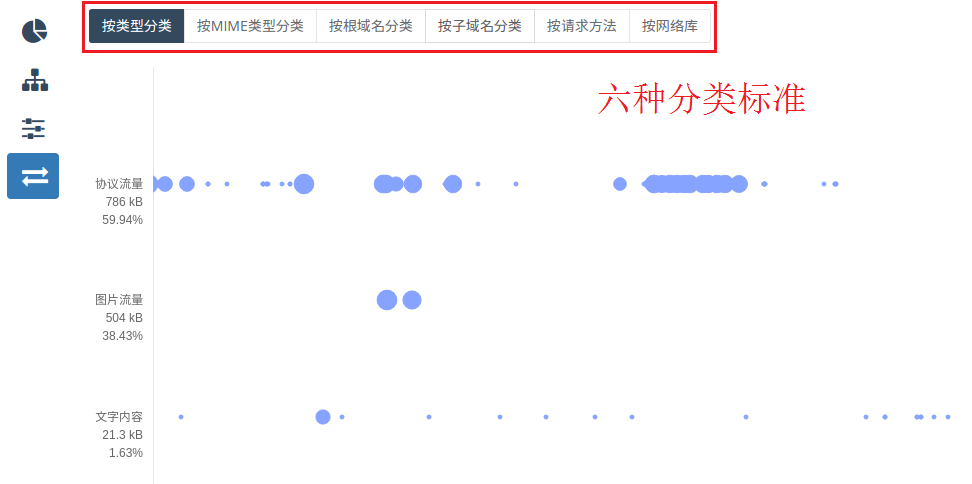 按类型分类 按MIME类型分类 按根域名分类 按子域名分类 按请求方法 按网络库
六种分类标准
协议流量
786 kB
59.94%
图片流量
504 kB
38.43%
文字内容
21.3 kB
1.63%